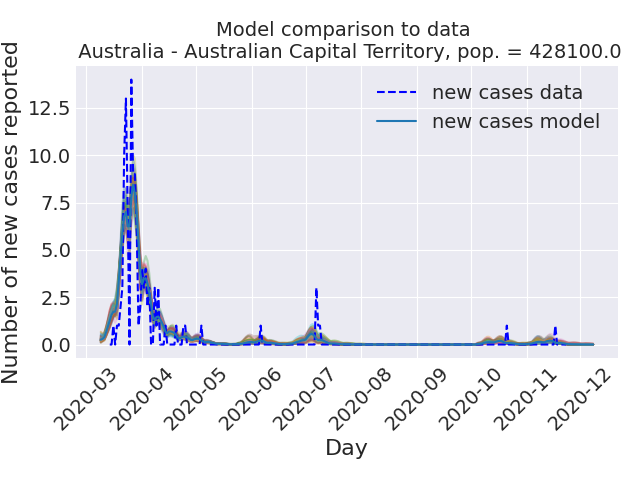 Model comparison to data
Australia - Australian Capital Territory, pop. = 428100.0
Number of new cases reported
12.5
10.0
7.5
5.0
2.5
0.0
new cases data
new cases model
2020-03
2020-04
2020-05
2020-06
2020-07
2020-08
2020-09
2020-10
2020-11
2020-12
Day